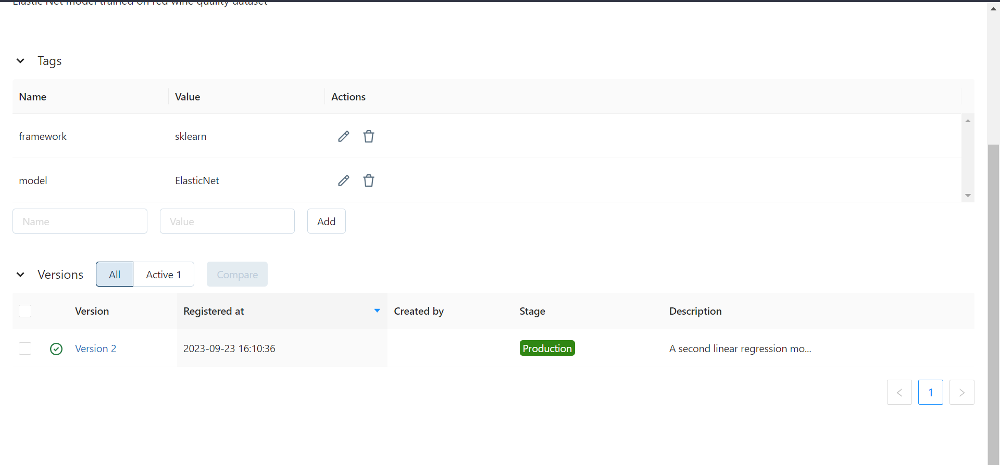 Elastic Net model trained on red wine quality dataset
Tags
Name Value Actions
framework sklearn
model ElasticNet
Name Value Add
Versions All Active 1 Compare
Version Registered at Created by Stage Description
Version 2 2023-09-23 16:10:36 Production A second linear regression mo...
1